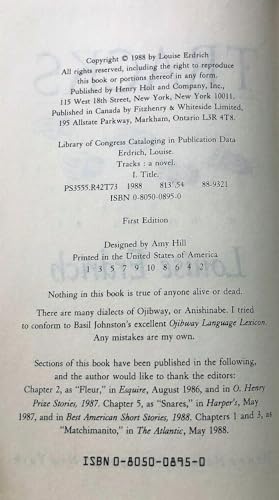 Copyright © 1988 by Louise Erdrich
All rights reserved, including the right to reproduce
this book or portions thereof in any form.
Published by Henry Holt and Company, Inc.,
115 West 18th Street, New York, New York 10011.
Published in Canada by Fitzhenry & Whiteside Limited,
195 Allstate Parkway, Markham, Ontario L3R 4T8.
Library of Congress Cataloging in Publication Data
Erdrich, Louise.
Tracks : a novel.
I. Title.
PS3555.R42T73 1988 813'.54 88-9321
ISBN 0-8050-0895-0
First Edition
Designed by Amy Hill
Printed in the United States of America
1 3 5 7 9 10 8 6 4 2
Nothing in this book is true of anyone alive or dead.
There are many dialects of Ojibway, or Anishinabe. I tried
to conform to Basil Johnston's excellent Ojibway Language Lexicon.
Any mistakes are my own.
Sections of this book have been published in the following,
and the author would like to thank the editors:
Chapter 2, as "Fleur," in Esquire, August 1986, and in O. Henry
Prize Stories, 1987. Chapter 5, as "Snares," in Harper's, May
1987, and in Best American Short Stories, 1988. Chapters 1 and 3, as
"Matchimanito," in The Atlantic, May 1988.
ISBN 0-8050-0895-0